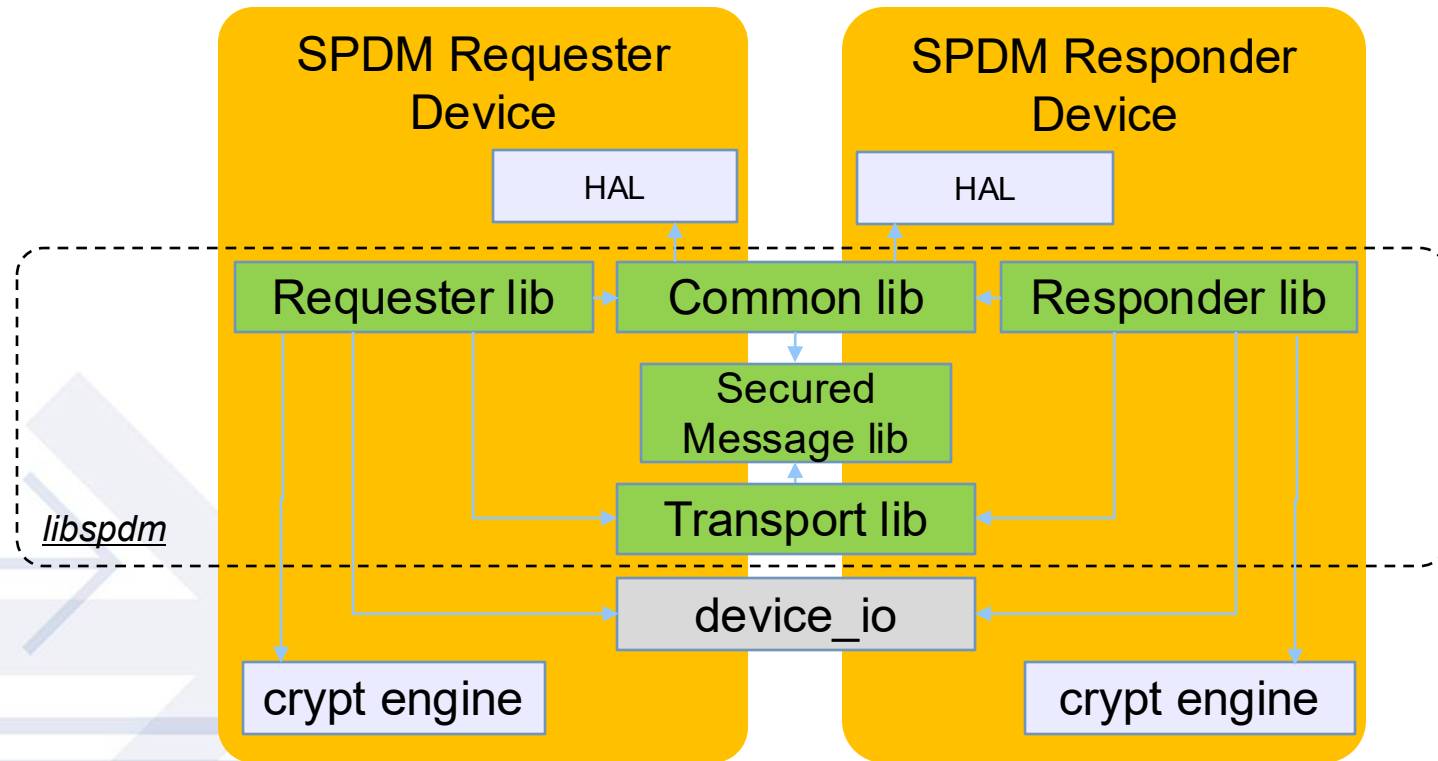 SPDM Requester
Device
SPDM Responder
Device
HAL
HAL
Requester lib
Common lib
Responder lib
Secured
Message lib
Transport lib
libspdm
device_io
crypt engine
crypt engine